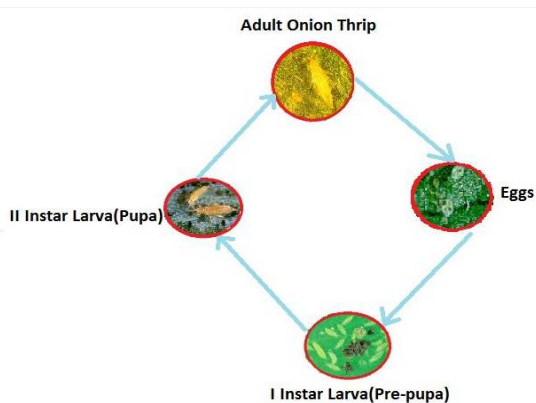 Adult Onion Thrip
Eggs
II Instar Larva(Pupa)
I Instar Larva(Pre-pupa)